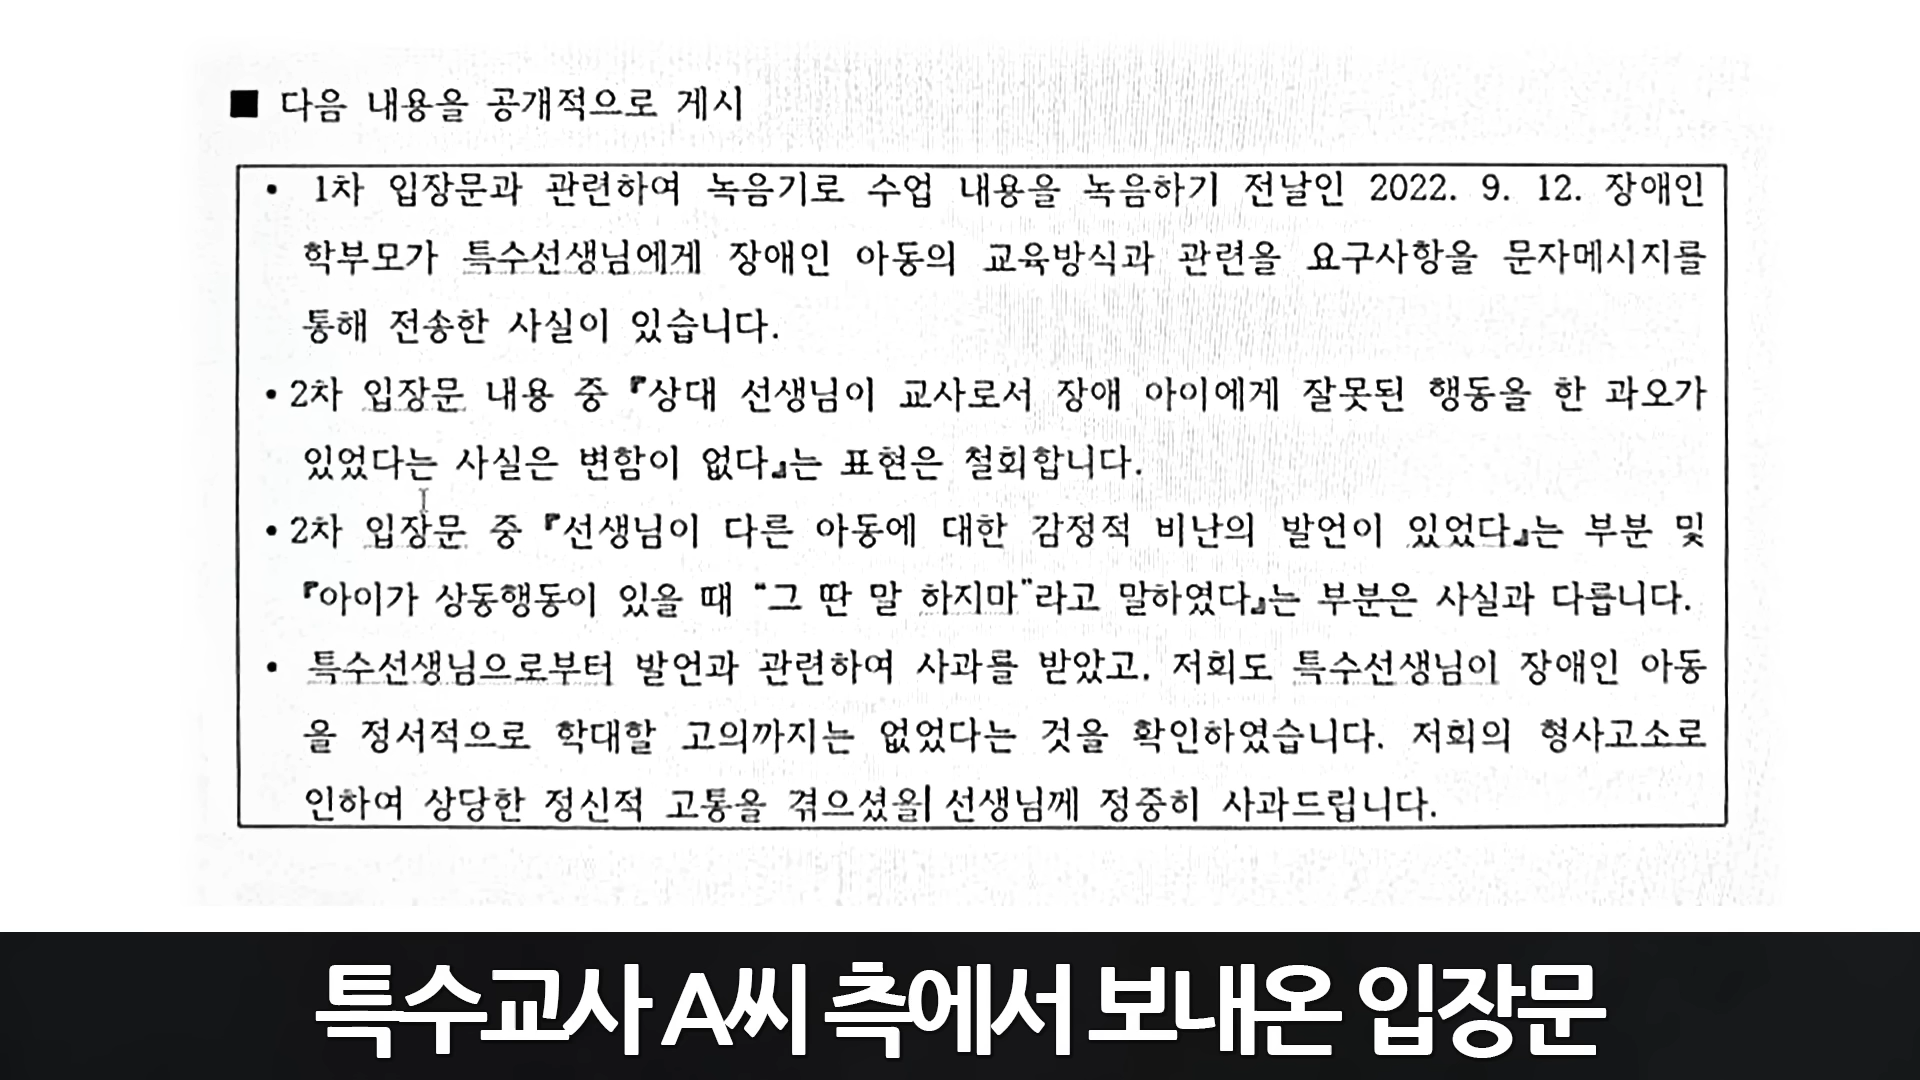 ■ 다음 내용을 공개적으로 게시
• 1차 입장문과 관련하여 녹음기로 수업 내용을 녹음하기 전날인 2022. 9. 12. 장애인
학부모가 특수선생님에게 장애인 아동의 교육방식과 관련을 요구사항을 문자메시지를
통해 전송한 사실이 있습니다.
• 2차 입장문 내용 중 『상대 선생님이 교사로서 장애 아이에게 잘못된 행동을 한 과오가
있었다는 사실은 변함이 없다』는 표현은 철회합니다.
• 2차 입장문 중 『선생님이 다른 아동에 대한 감정적 비난의 발언이 있었다』는 부분 및
『아이가 상동행동이 있을 때 “그 딴 말 하지마”라고 말하였다』는 부분은 사실과 다릅니다.
• 특수선생님으로부터 발언과 관련하여 사과를 받았고, 저희도 특수선생님이 장애인 아동
을 정서적으로 학대할 고의까지는 없었다는 것을 확인하였습니다. 저희의 형사고소로
인하여 상당한 정신적 고통을 겪으셨을 선생님께 정중히 사과드립니다.
특수교사 A씨 측에서 보내온 입장문